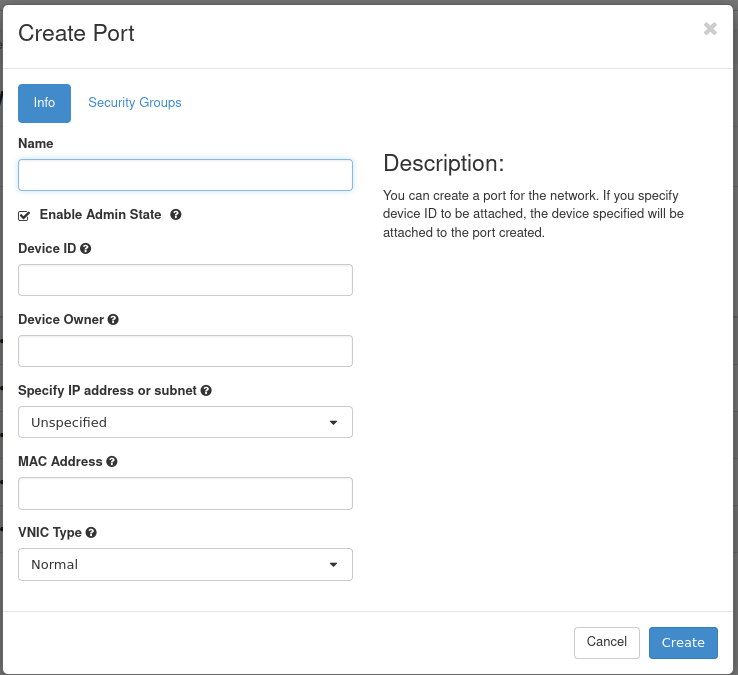 Create Port
Info
Security Groups
Name
Enable Admin State
Device ID
Device Owner
Specify IP address or subnet
Unspecified
MAC Address
VNIC Type
Normal
Description:
You can create a port for the network. If you specify
device ID to be attached, the device specified will be
attached to the port created.
Cancel
Create